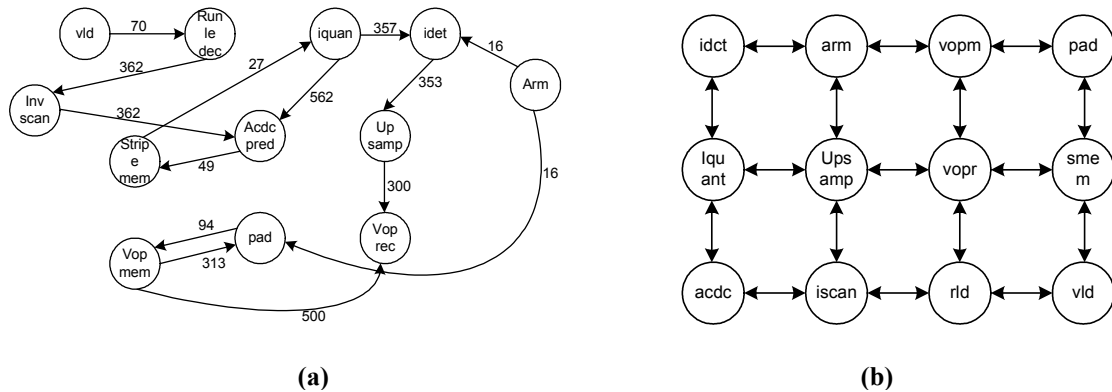 vld
70
Run
le
dec
iquan
357
idet
16
Arm
362
27
Inv
scan
362
562
353
Acdc
pred
Strip
e
mem
49
Up
samp
300
16
Vop
rec
94
pad
313
Vop
mem
500
(a)
idct
arm
vopm
pad
Iqu
ant
Ups
amp
vopr
sme
m
acdc
iscan
rld
vld
(b)